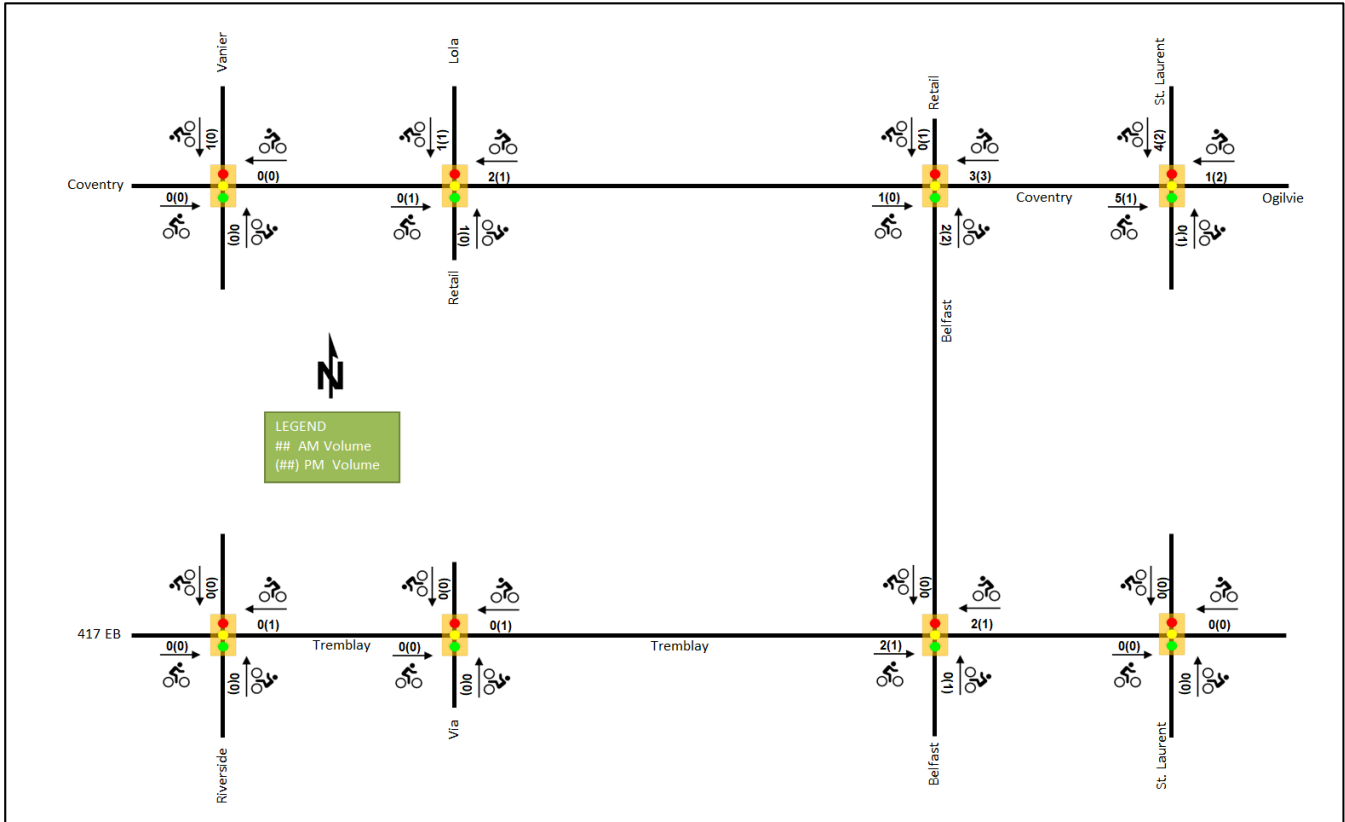 Vanier
Lola
Retail
St. Laurent
1(0)
1(1)
0(1)
4(2)
Coventry
0(0)
0(0)
0(1)
2(1)
1(0)
3(3)
Coventry
5(1)
1(2)
Ogilvie
0(0)
1(0)
2(2)
0(1)
Retail
Belfast
N
LEGEND
## AM Volume
(##) PM Volume
0(0)
0(0)
0(0)
0(0)
417 EB
0(0)
0(1)
Tremblay
0(0)
0(1)
Tremblay
2(1)
2(1)
0(0)
0(0)
0(0)
0(0)
0(1)
0(0)
Riverside
Via
Belfast
St. Laurent